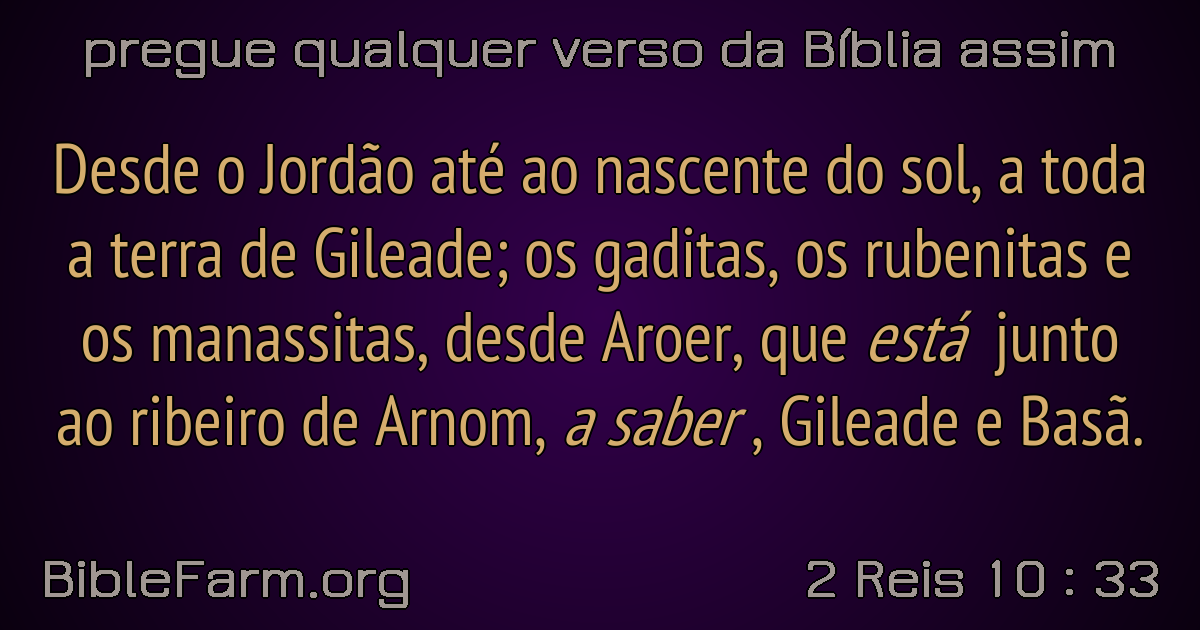 pregue qualquer verso da Bíblia assim
Desde o Jordão até ao nascente do sol, a toda
a terra de Gileade; os gaditas, os rubenitas e
os manassitas, desde Aroer, que está junto
ao ribeiro de Arnom, a saber , Gileade e Basã.
BibleFarm.org
2 Reis 10 : 33